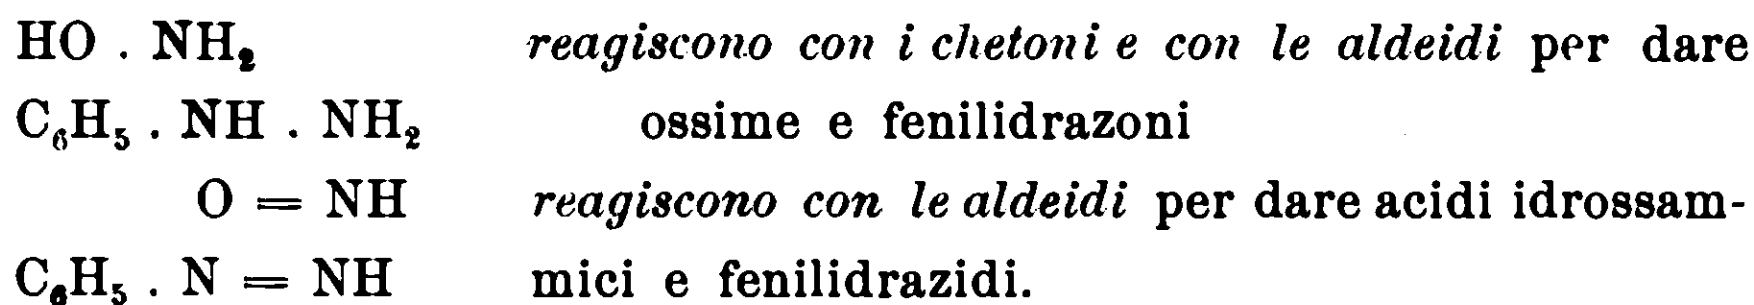 HO . NH₂ reagiscono con i chetoni e con le aldeidi per dare
C₆H₅ . NH . NH₂ ossime e fenilidrazoni
O = NH reagiscono con le aldeidi per dare acidi idrossam-
C₆H₅ . N = NH mici e fenilidrazidi.